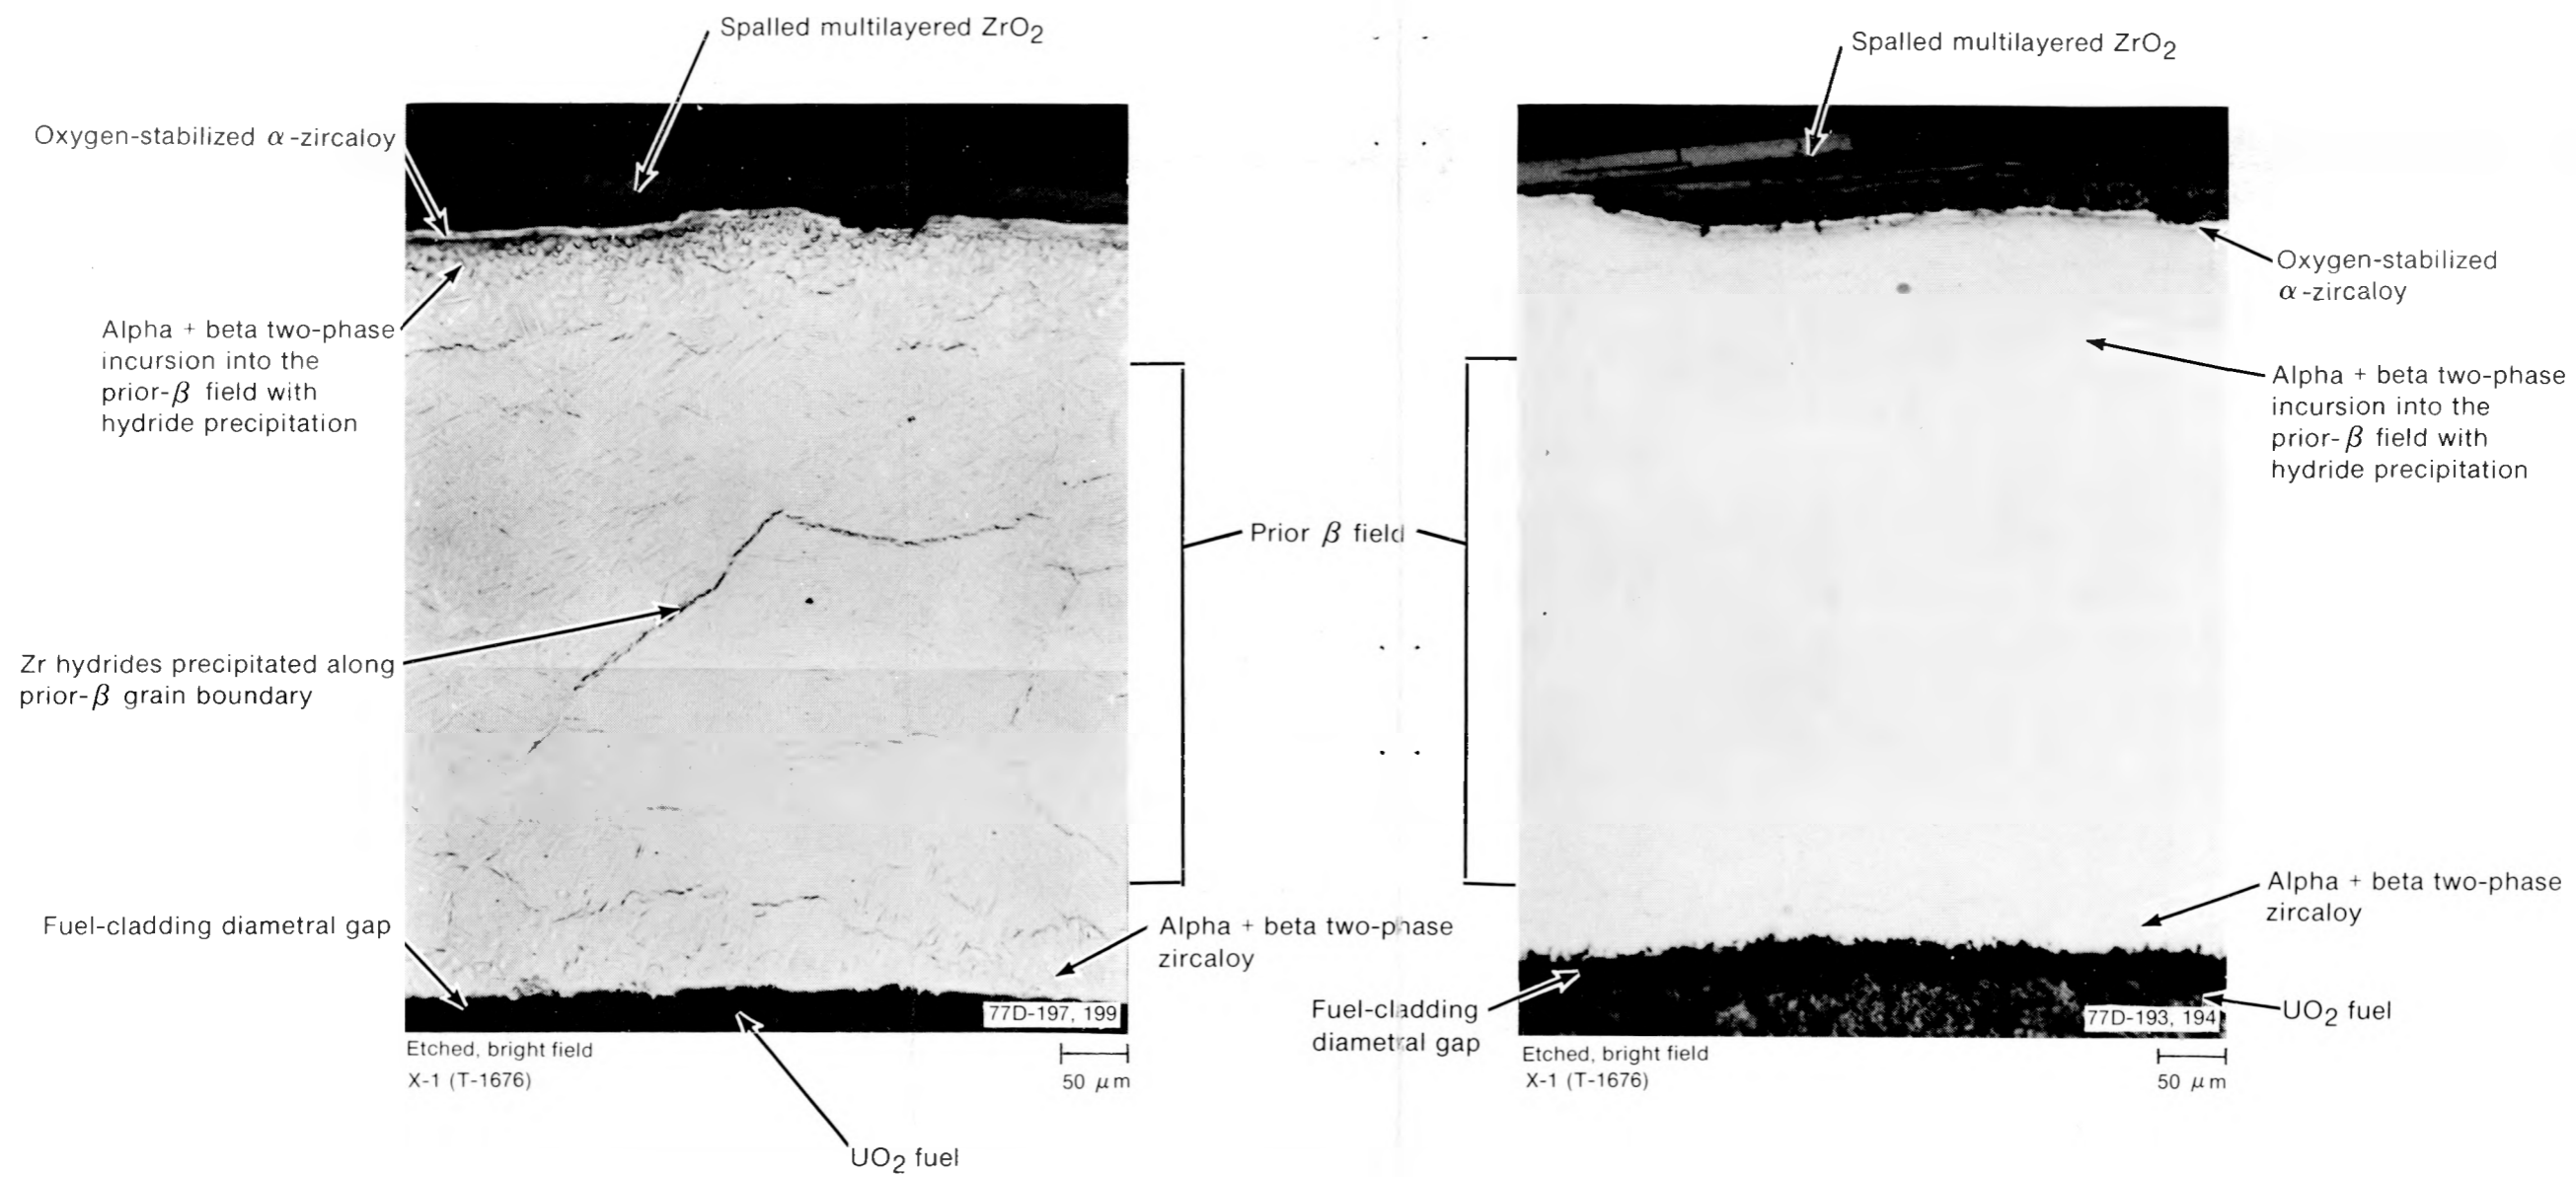 Spalled multilayered ZrO2
Oxygen-stabilized α-zircaloy
Alpha + beta two-phase
incursion into the
prior-β field with
hydride precipitation
Zr hydrides precipitated along
prior-β grain boundary
Fuel-cladding diametral gap
77D-197, 199
Etched, bright field
X-1 (T-1676)
50 μm
UO2 fuel
Alpha + beta two-phase
zircaloy
Prior β field
Spalled multilayered ZrO2
Oxygen-stabilized
α-zircaloy
Alpha + beta two-phase
incursion into the
prior-β field with
hydride precipitation
Alpha + beta two-phase
zircaloy
Fuel-cladding
diametral gap
UO2 fuel
77D-193, 194
Etched, bright field
X-1 (T-1676)
50 μm